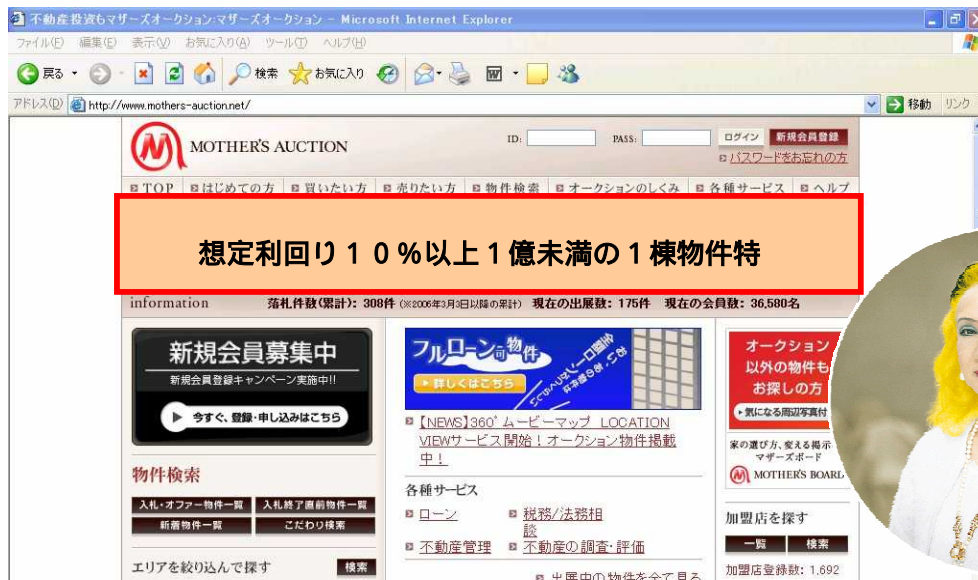 不動産投資もマザーズオークション:マザーズオークション - Microsoft Internet Explorer
ファイル(F) 編集(E) 表示(V) お気に入り(A) ツール(T) ヘルプ(H)
戻る 検索 お気に入り
アドレス(D) http://www.mothers-auction.net/ 移動 リンク
MOTHER'S AUCTION ID: PASS: ログイン 新規会員登録
パスワードをお忘れの方
TOP はじめての方 買いたい方 売りたい方 物件検索 オークションのしくみ 各種サービス ヘルプ
想定利回り10%以上1億未満の1棟物件特
information 落札件数(累計): 308件 (※2006年3月3日以降の累計) 現在の出展数: 175件 現在の会員数: 36,580名
新規会員募集中
新規会員登録キャンペーン実施中!!
今すぐ、登録・申し込みはこちら
物件検索
入札・オファー物件一覧 入札終了直前物件一覧
新着物件一覧 こだわり検索
エリアを絞り込んで探す 検索
フルローン可物件
詳しくはこちら
【NEWS】360°ムービーマップ LOCATION
VIEWサービス開始!オークション物件掲載
中!
各種サービス
ローン 税務/法務相
談
不動産管理 不動産の調査・評価
出展中の物件を全て見る
オークション
以外の物件も
お探しの方
気になる周辺写真付
家の選び方、変える掲示
マザーズボード
MOTHER'S BOARD
加盟店を探す
一覧 検索
加盟店登録数: 1,692